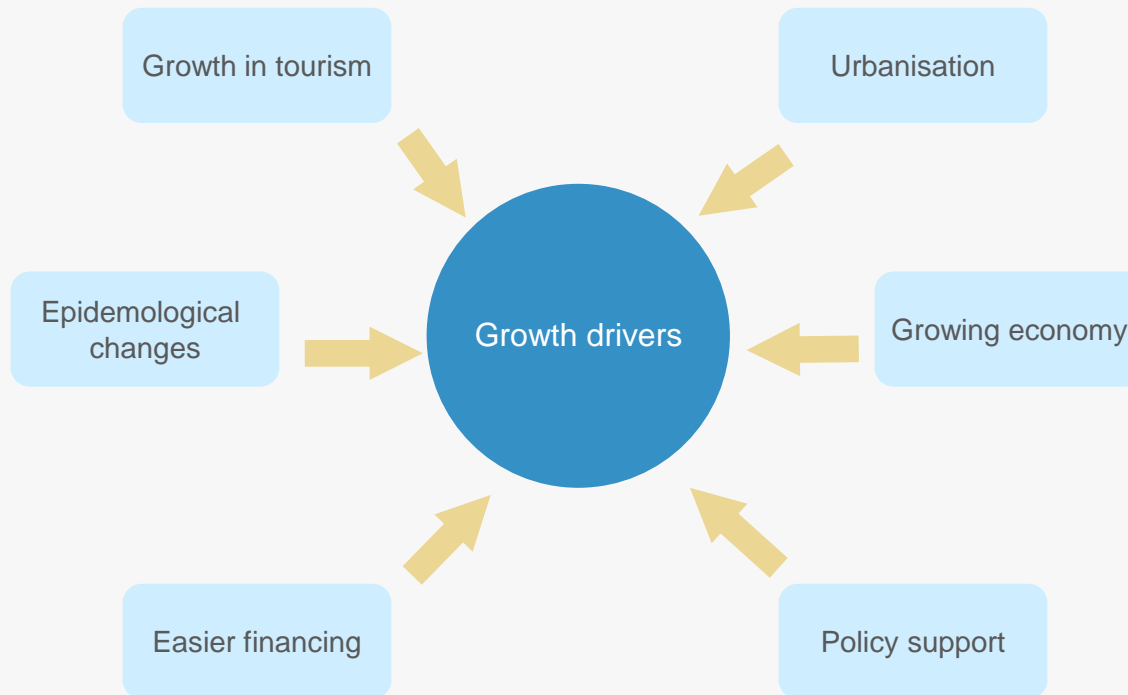 Growth in tourism
Urbanisation
Epidemological
changes
Growth drivers
Growing economy
Easier financing
Policy support